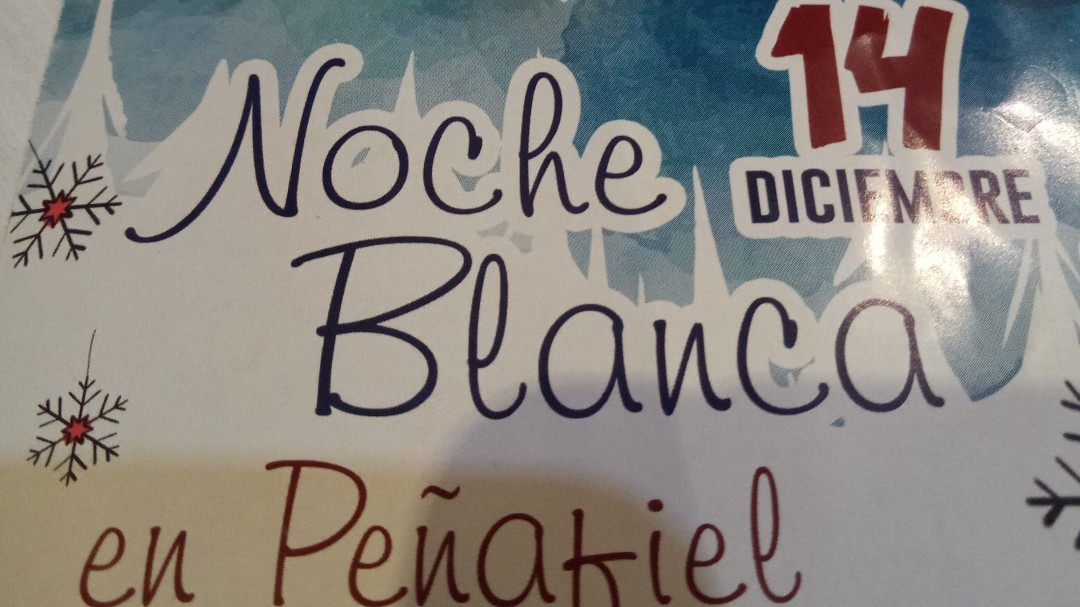 14
DICIEMBRE
Noche
Blanca
en Peñafiel